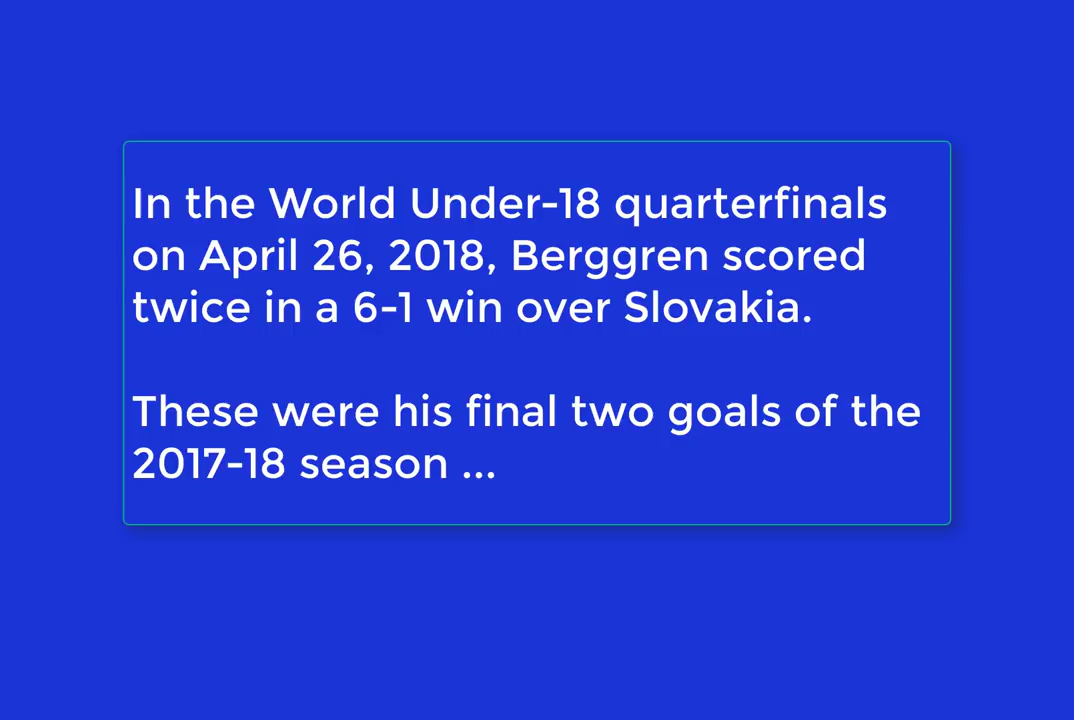 In the World Under-18 quarterfinals
on April 26, 2018, Berggren scored
twice in a 6-1 win over Slovakia.
These were his final two goals of the
2017-18 season ...